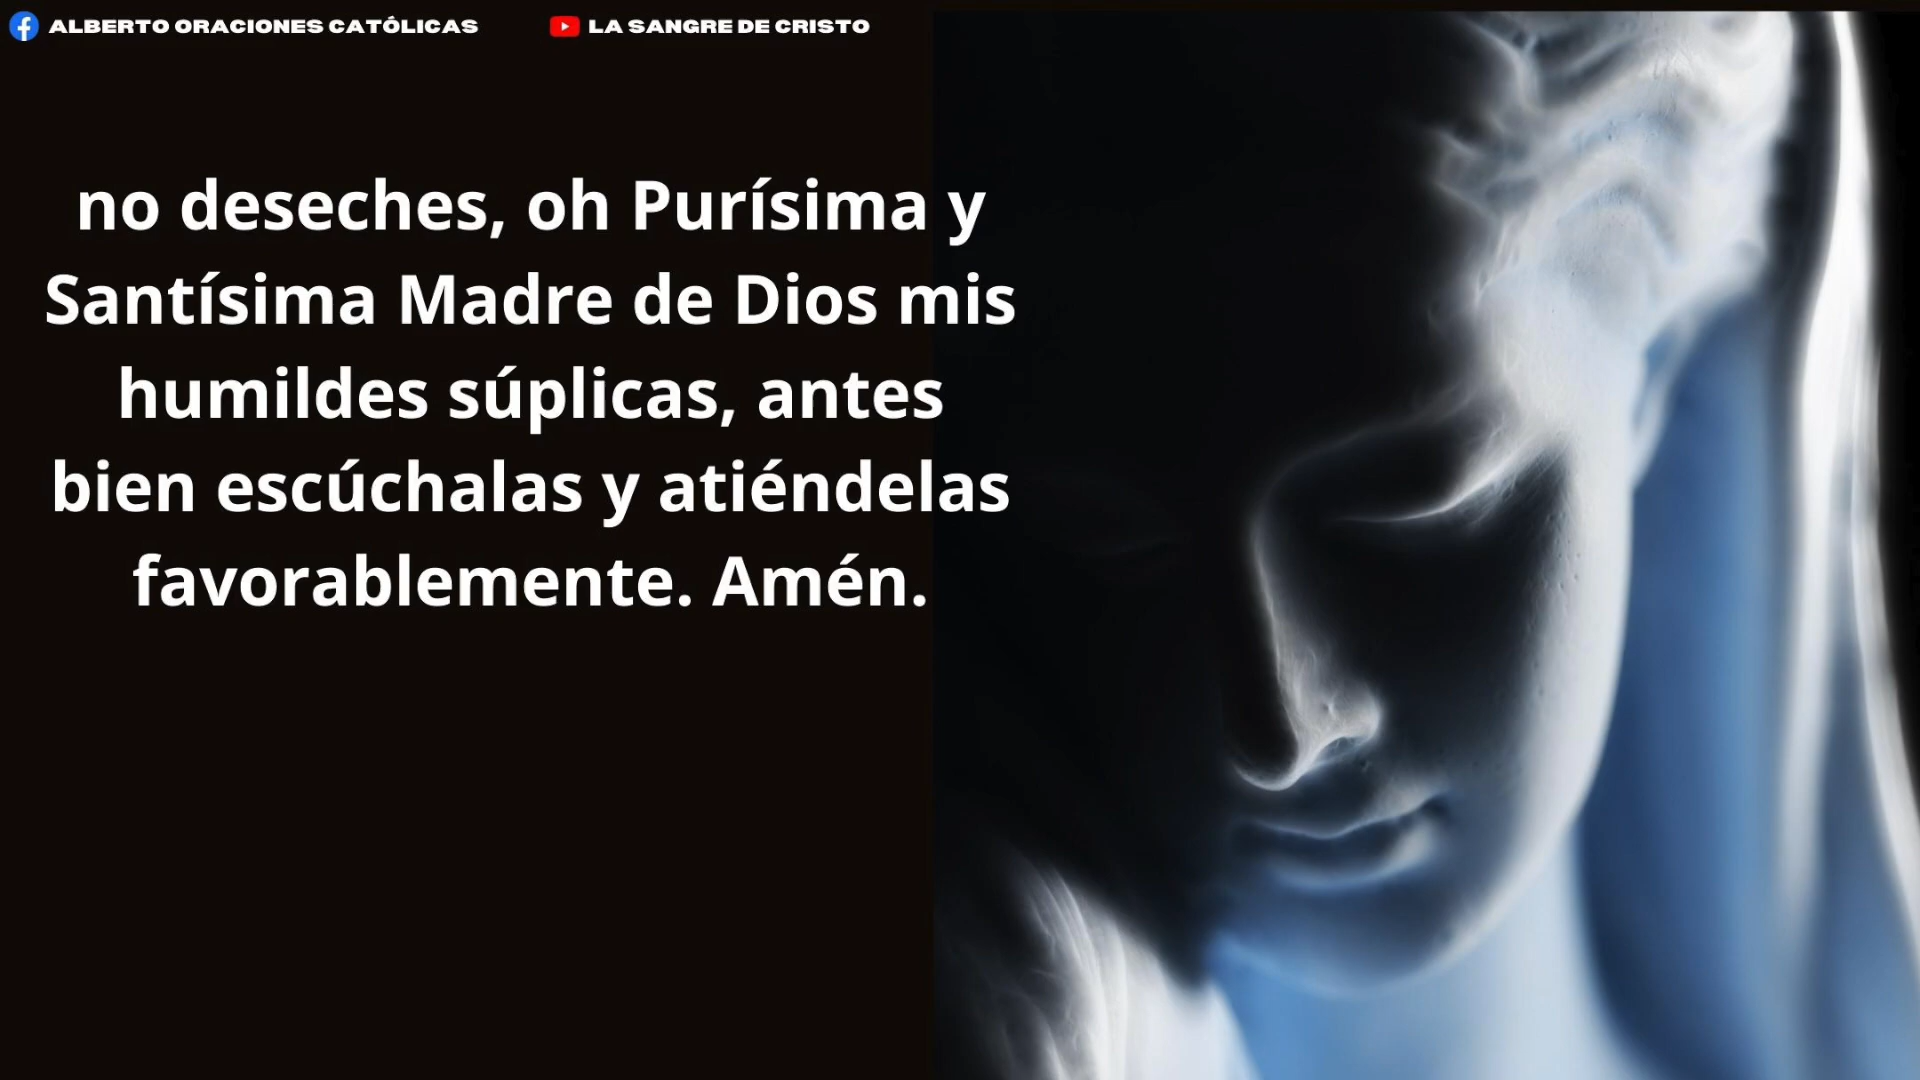 ALBERTO ORACIONES CATÓLICAS
LA SANGRE DE CRISTO
no deseches, oh Purísima y
Santísima Madre de Dios mis
humildes súplicas, antes
bien escúchalas y atiéndelas
favorablemente. Amén.